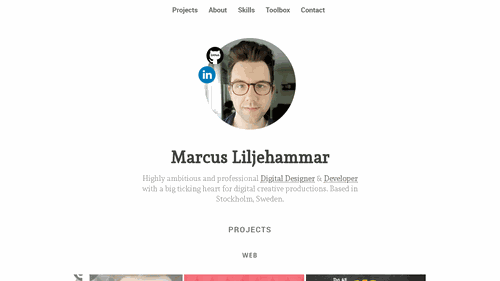 Projects About Skills Toolbox Contact
in
Marcus Liljehammar
Highly ambitious and professional Digital Designer & Developer
with a big ticking heart for digital creative productions. Based in
Stockholm, Sweden.
PROJECTS
WEB